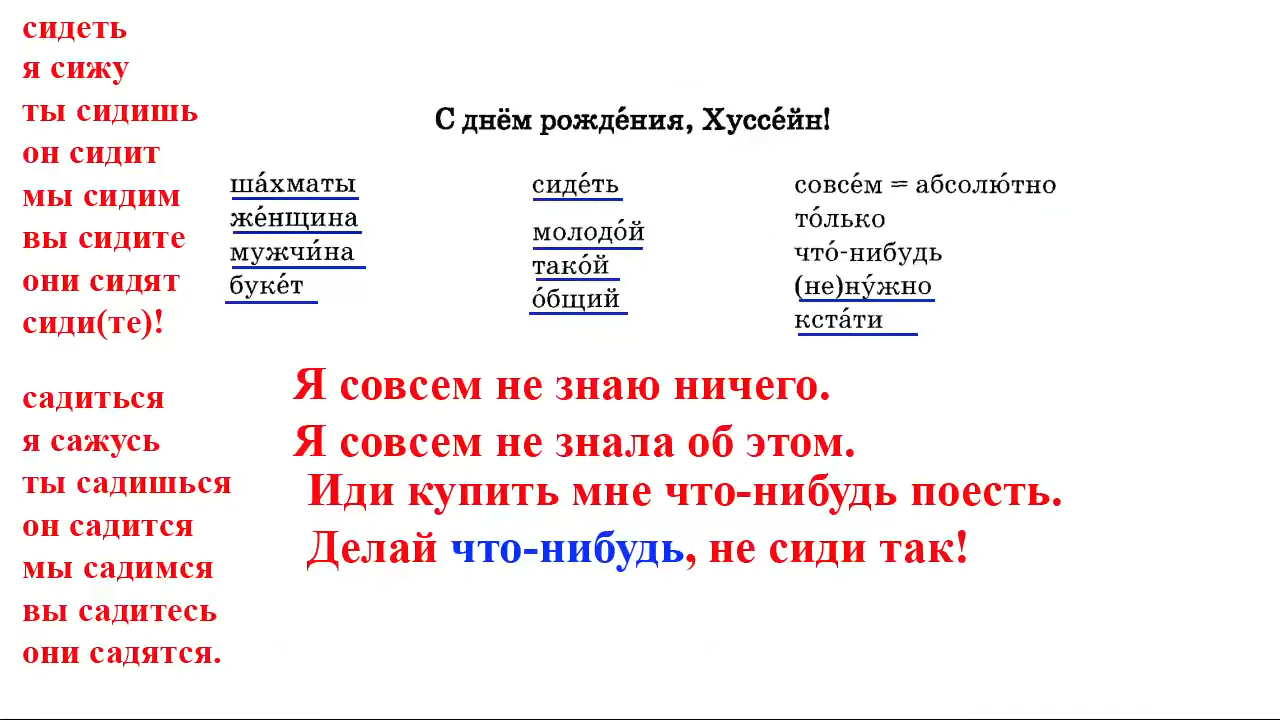 сидеть
я сижу
ты сидишь
он сидит
мы сидим
вы сидите
они сидят
сиди(те)!
садиться
я сажусь
ты садишься
он садится
мы садимся
вы садитесь
они садятся.
С днём рожде́ния, Хуссе́йн!
ша́хматы
же́нщина
мужчи́на
буке́т
сиде́ть
молодо́й
тако́й
о́бщий
совсе́м = абсолю́тно
то́лько
что́-нибудь
(не)ну́жно
кста́ти
Я совсем не знаю ничего.
Я совсем не знала об этом.
Иди купить мне что-нибудь поесть.
Делай что-нибудь, не сиди так!